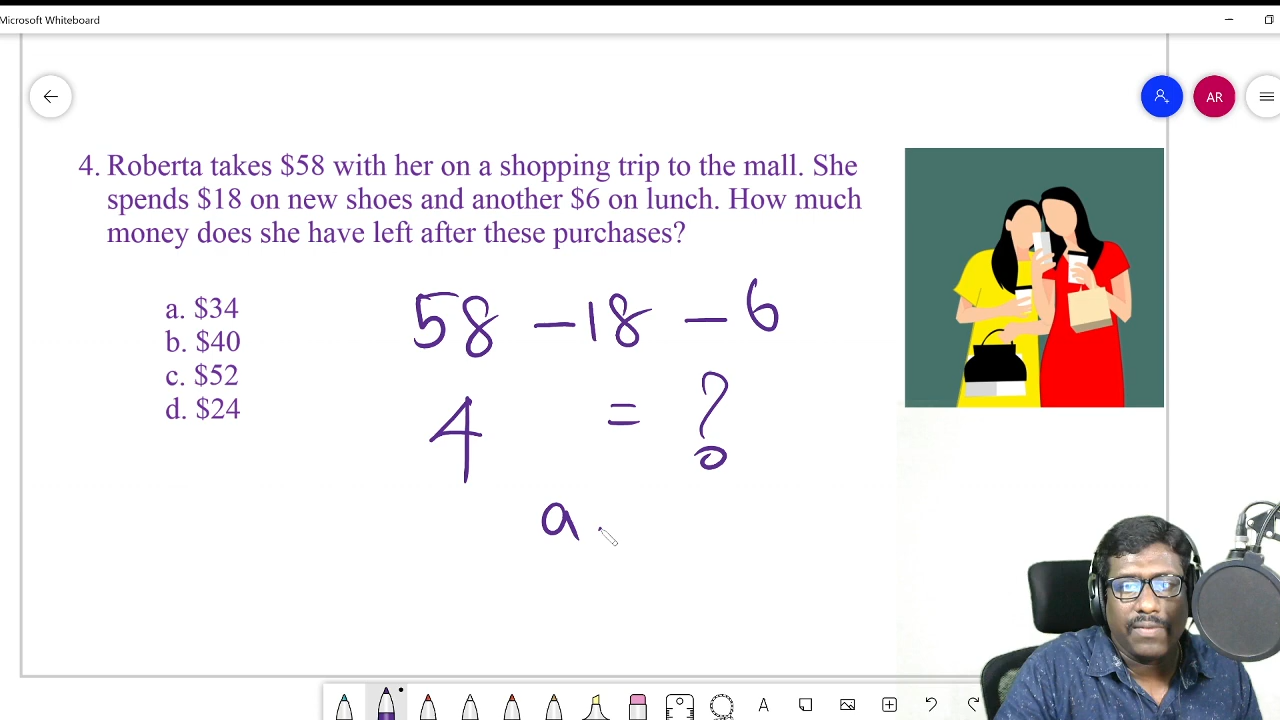 Microsoft Whiteboard
AR
4. Roberta takes $58 with her on a shopping trip to the mall. She
spends $18 on new shoes and another $6 on lunch. How much
money does she have left after these purchases?
a. $34
b. $40
c. $52
d. $24
58 - 18 - 6
4 = ?
a
A